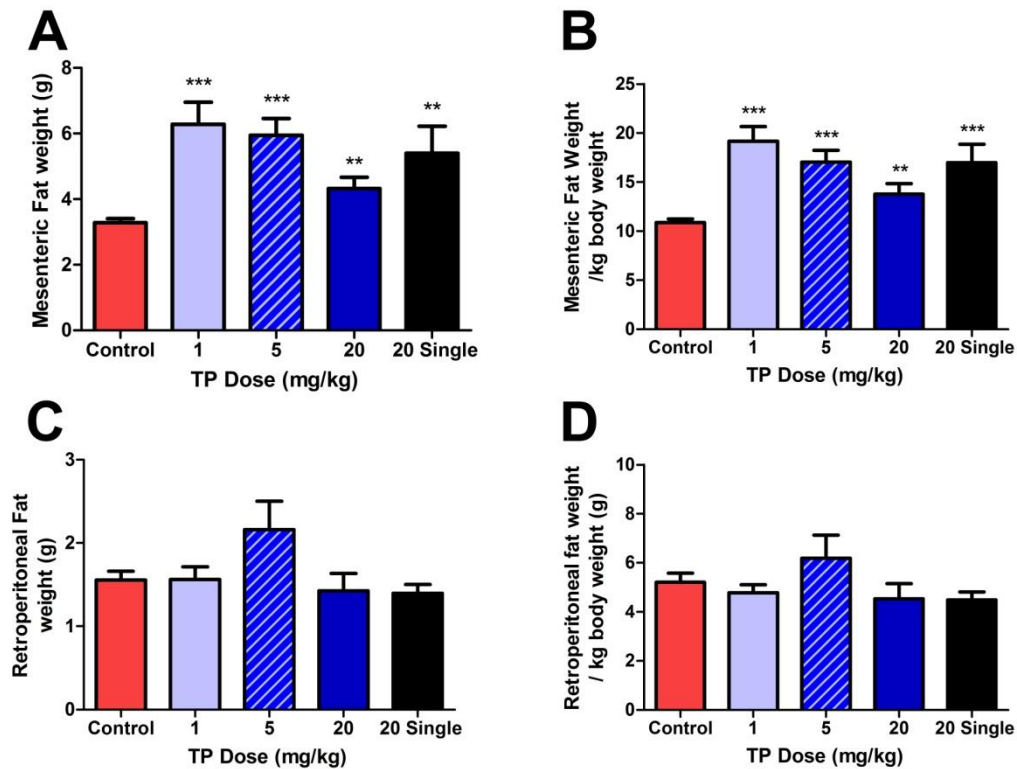 A
Mesenteric Fat weight (g)
8
6
4
2
0
***
***
**
**
Control 1 5 20 20 Single
TP Dose (mg/kg)
B
Mesenteric Fat Weight
/kg body weight
25
20
15
10
5
0
***
***
**
***
Control 1 5 20 20 Single
TP Dose (mg/kg)
C
Retroperitoneal Fat
weight (g)
3
2
1
0
Control 1 5 20 20 Single
TP Dose (mg/kg)
D
Retroperitoneal fat weight
/ kg body weight (g)
10
8
6
4
2
0
Control 1 5 20 20 Single
TP Dose (mg/kg)